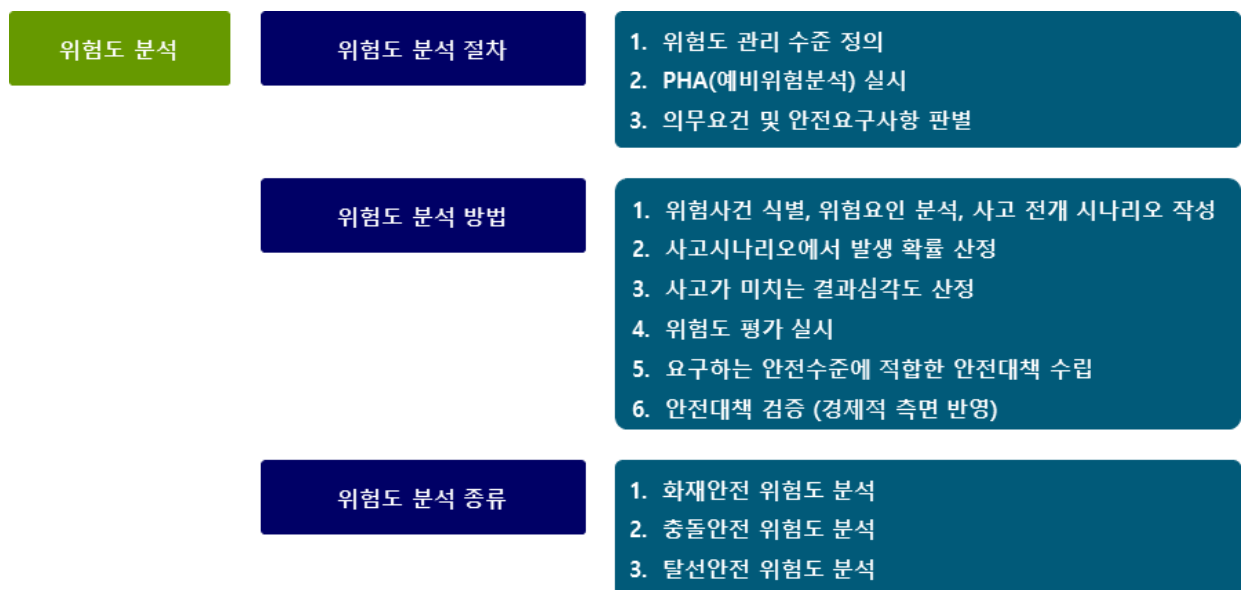 위험도 분석
위험도 분석 절차
1. 위험도 관리 수준 정의
2. PHA(예비위험분석) 실시
3. 의무요건 및 안전요구사항 판별
위험도 분석 방법
1. 위험사건 식별, 위험요인 분석, 사고 전개 시나리오 작성
2. 사고시나리오에서 발생 확률 산정
3. 사고가 미치는 결과심각도 산정
4. 위험도 평가 실시
5. 요구하는 안전수준에 적합한 안전대책 수립
6. 안전대책 검증 (경제적 측면 반영)
위험도 분석 종류
1. 화재안전 위험도 분석
2. 충돌안전 위험도 분석
3. 탈선안전 위험도 분석